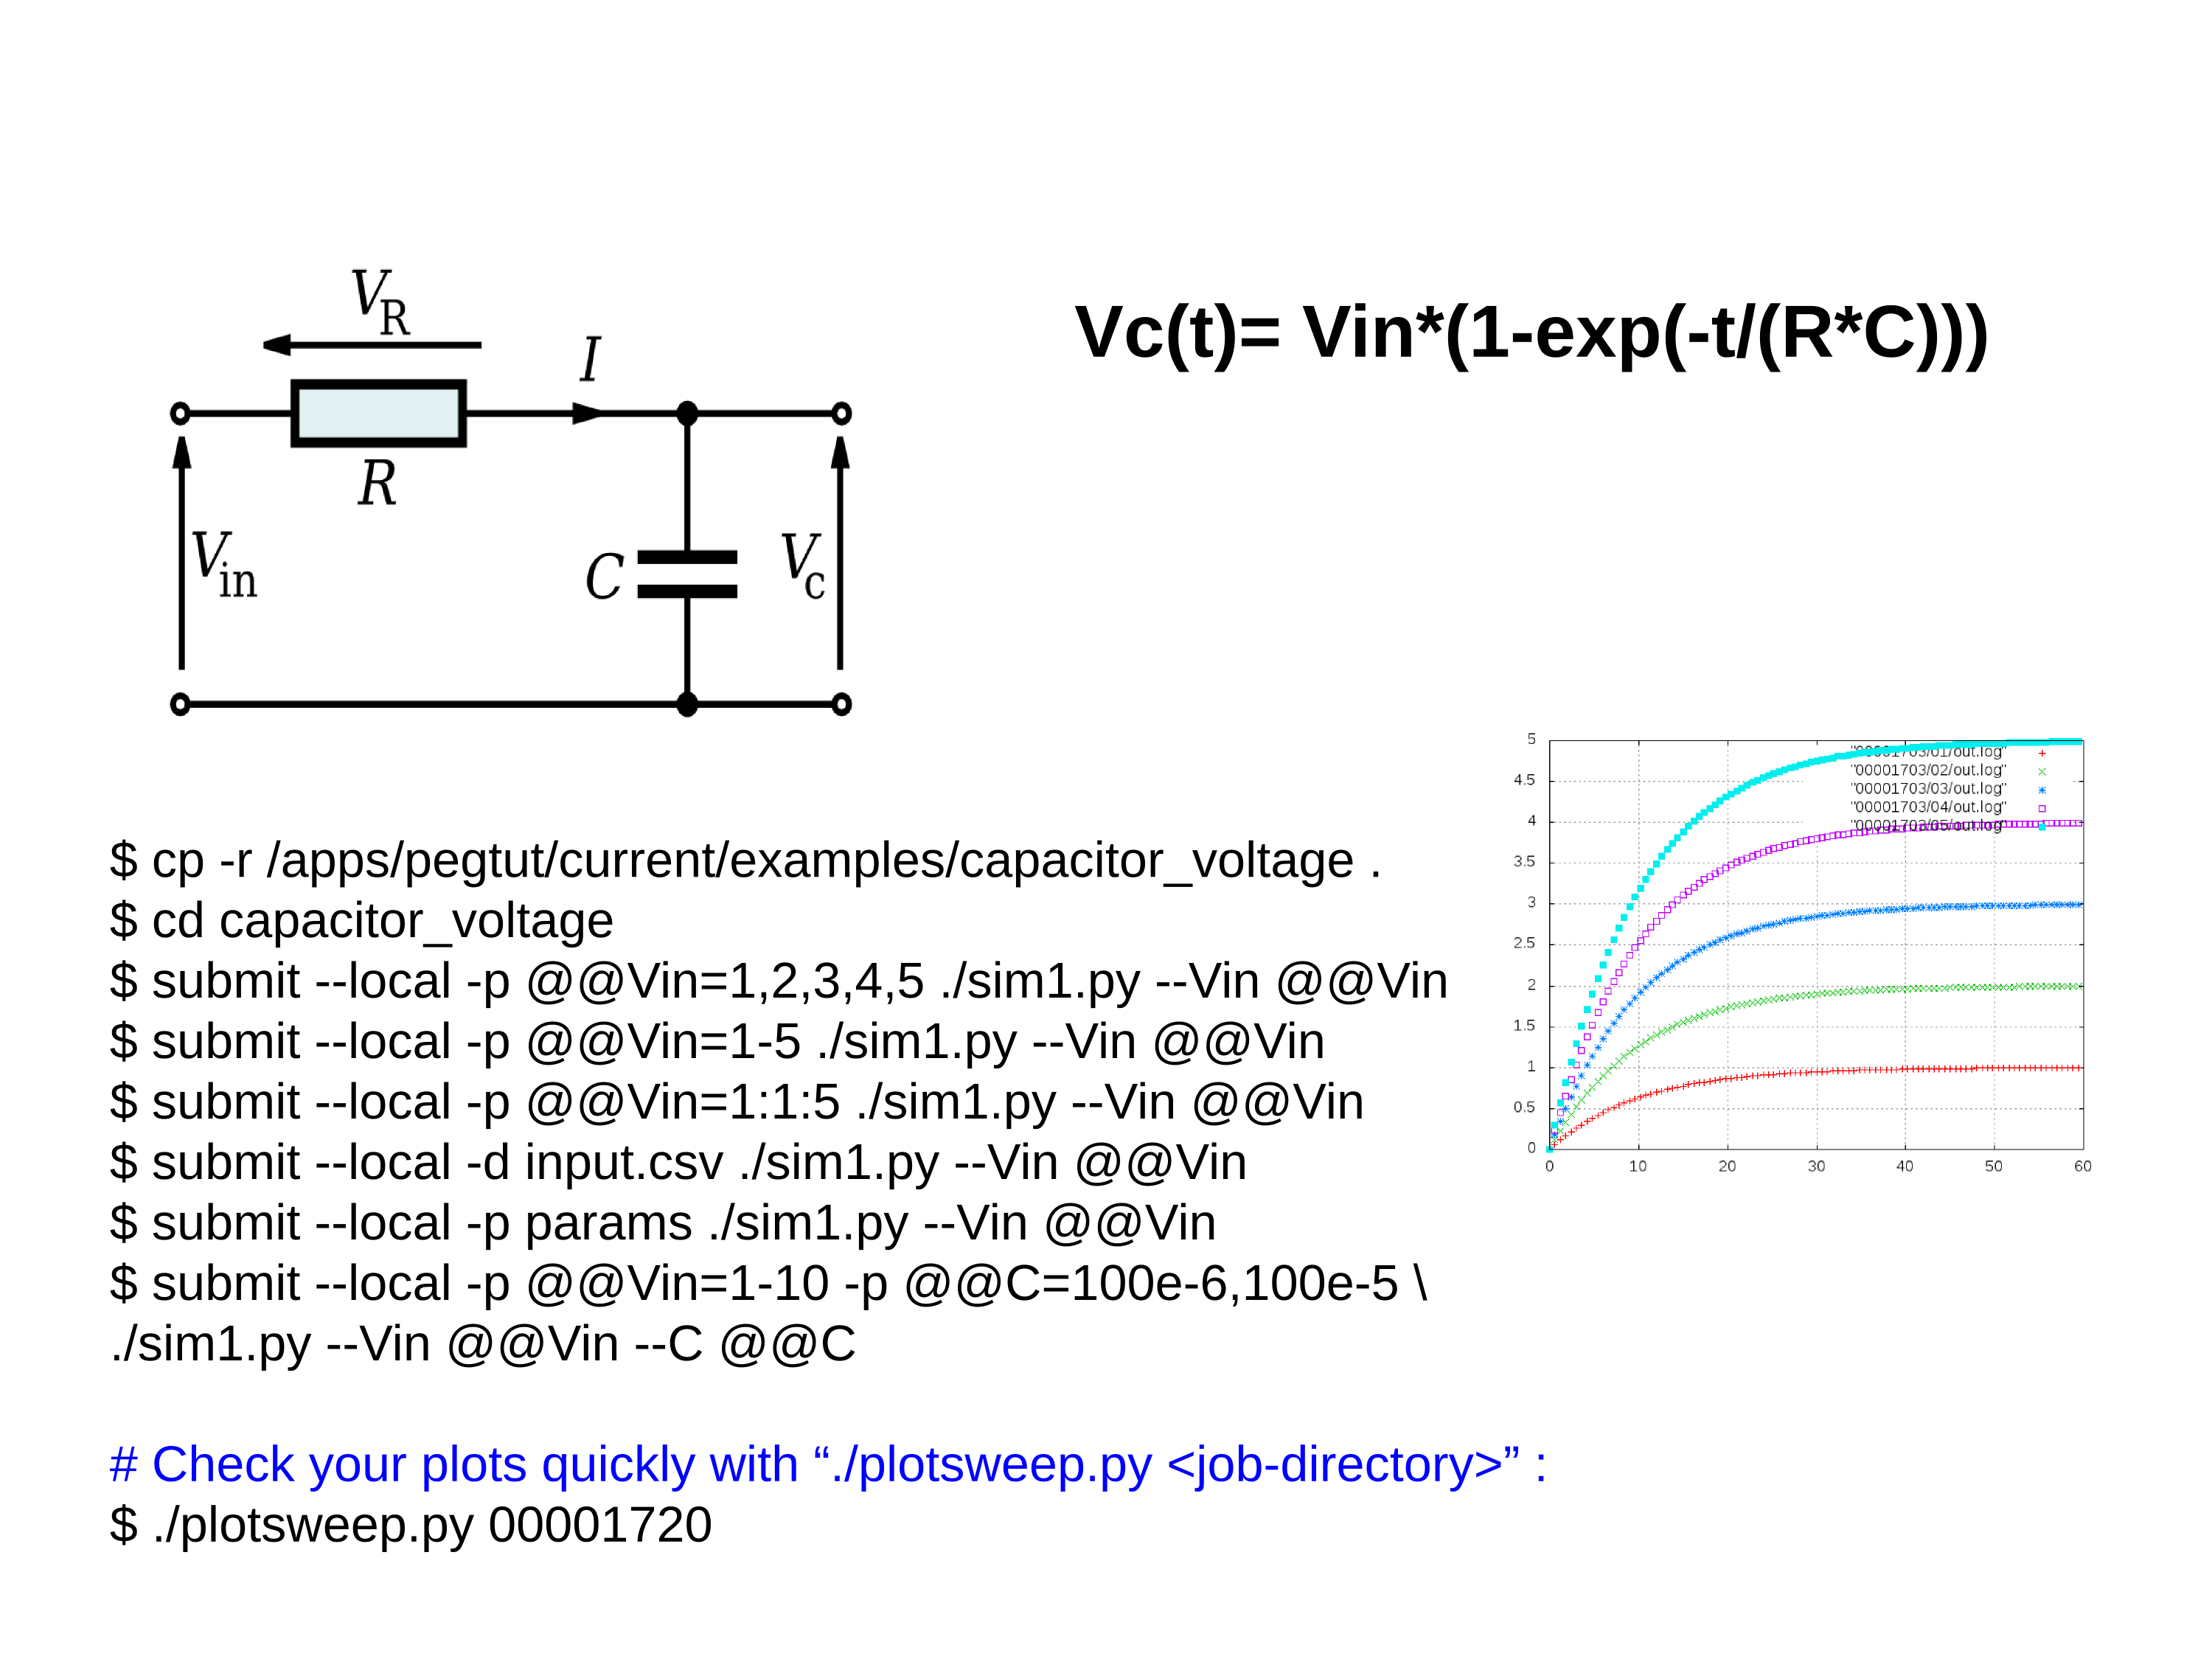 V_R
I
R
V_in
C
V_c
Vc(t)= Vin*(1-exp(-t/(R*C)))
5
4.5
4
3.5
3
2.5
2
1.5
1
0.5
0
0 10 20 30 40 50 60
"00001703/01/out.log"
"00001703/02/out.log"
"00001703/03/out.log"
"00001703/04/out.log"
"00001703/05/out.log"
$ cp -r /apps/pegtut/current/examples/capacitor_voltage .
$ cd capacitor_voltage
$ submit --local -p @@Vin=1,2,3,4,5 ./sim1.py --Vin @@Vin
$ submit --local -p @@Vin=1-5 ./sim1.py --Vin @@Vin
$ submit --local -p @@Vin=1:1:5 ./sim1.py --Vin @@Vin
$ submit --local -d input.csv ./sim1.py --Vin @@Vin
$ submit --local -p params ./sim1.py --Vin @@Vin
$ submit --local -p @@Vin=1-10 -p @@C=100e-6,100e-5 \
./sim1.py --Vin @@Vin --C @@C
# Check your plots quickly with “./plotsweep.py <job-directory>” :
$ ./plotsweep.py 00001720